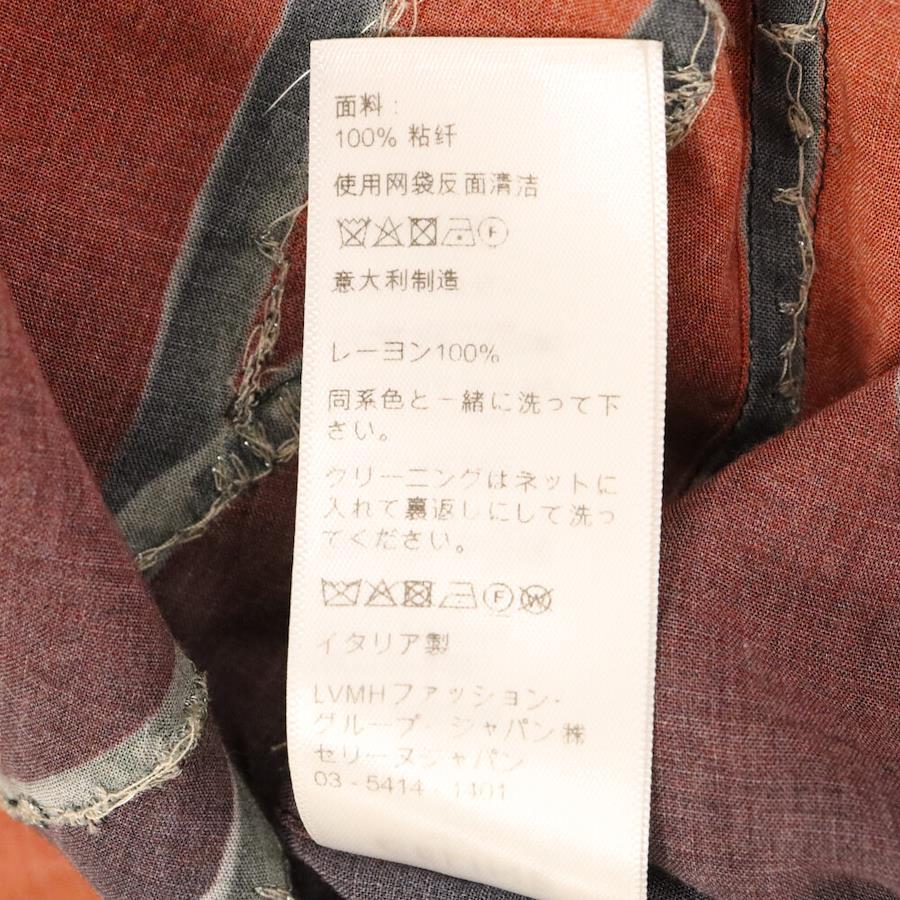 面料：
100% 粘纤
使用网袋反面清洁
F
意大利制造
レーヨン100%
同系色と一緒に洗って下
さい。
クリーニングはネットに
入れて裏返しにして洗っ
てください。
F W
イタリア製
LVMHファッション・
グループ・ジャパン㈱
セリーヌジャパン
03 - 5414 - 1401